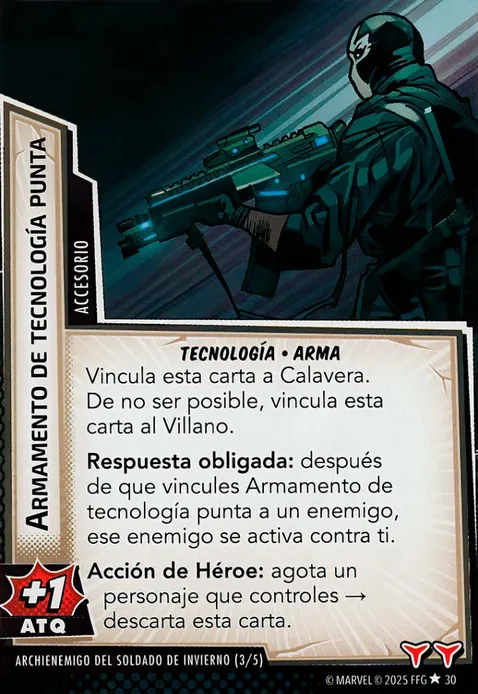 ARMAMENTO DE TECNOLOGÍA PUNTA
ACCESORIO
TECNOLOGÍA • ARMA
Vincula esta carta a Calavera.
De no ser posible, vincula esta
carta al Villano.
Respuesta obligada: después
de que vincules Armamento de
tecnología punta a un enemigo,
ese enemigo se activa contra ti.
Acción de Héroe: agota un
personaje que controles →
descarta esta carta.
+1
ATQ
ARCHIENEMIGO DEL SOLDADO DE INVIERNO (3/5)
© MARVEL © 2025 FFG ★ 30